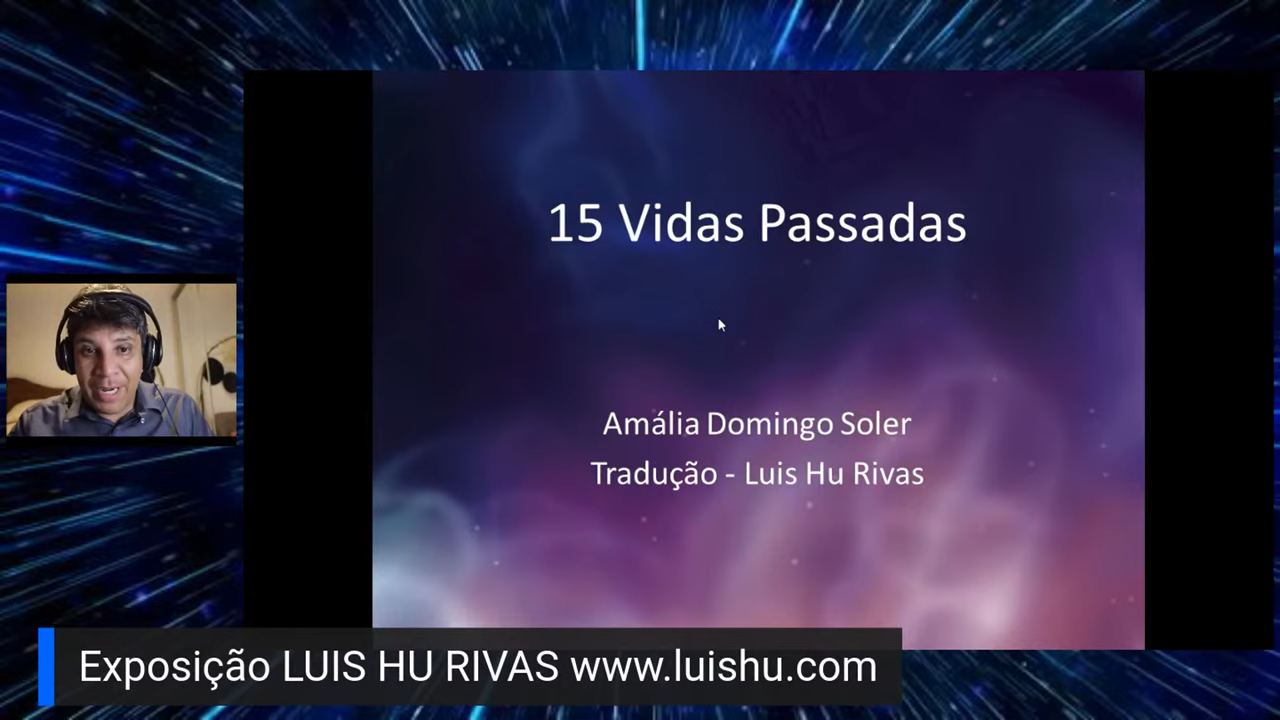 15 Vidas Passadas
Amália Domingo Soler
Tradução - Luis Hu Rivas
Exposição LUIS HU RIVAS www.luishu.com